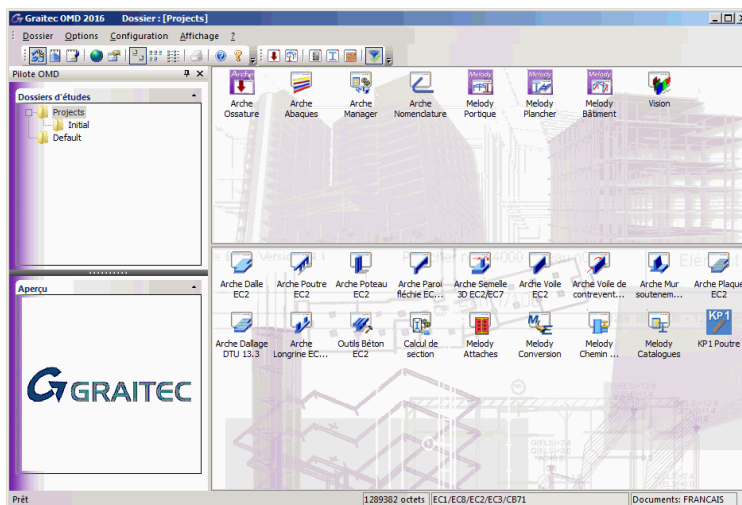 Graitec OMD 2016 Dossier : [Projects]
Dossier Options Configuration Affichage ?
Pilote OMD
Dossiers d'études
Projects
Initial
Default
Arche Ossature
Arche Abaques
Arche Manager
Arche Nomenclature
Melody Portique
Melody Plancher
Melody Bâtiment
Vision
Arche Dalle EC2
Arche Poutre EC2
Arche Poteau EC2
Arche Paroi fléchie EC...
Arche Semelle 3D EC2/EC7
Arche Voile EC2
Arche Voile de contrevent...
Arche Mur soutenem...
Arche Plaque EC2
KP1
Arche Dallage DTU 13.3
Arche Longrine EC...
Outils Béton EC2
Calcul de section
Melody Attaches
Melody Conversion
Melody Chemin ...
Melody Catalogues
KP1 Poutre
Aperçu
GRAITEC
Prêt
1289382 octets
EC1/EC8/EC2/EC3/CB71
Documents: FRANCAIS